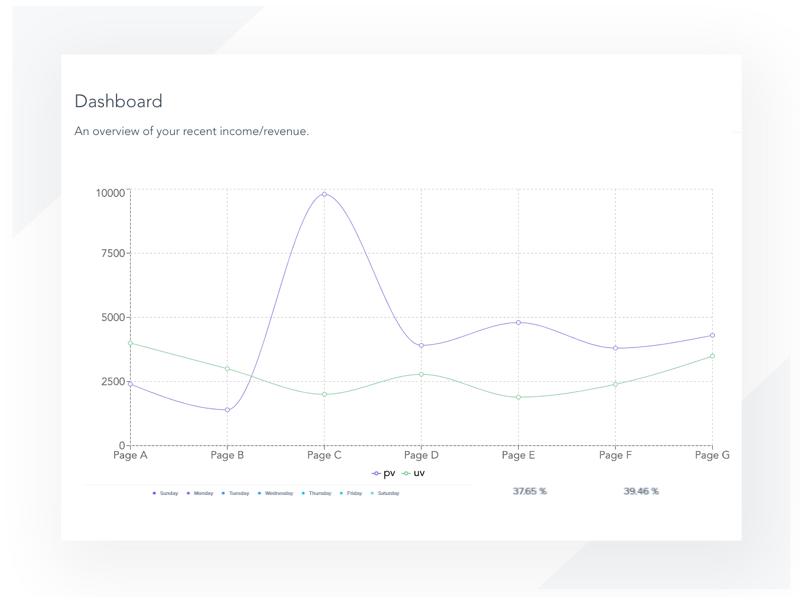 Dashboard
An overview of your recent income/revenue.
10000
7500
5000
2500
0
Page A Page B Page C Page D Page E Page F Page G
pv uv
Sunday Monday Tuesday Wednesday Thursday Friday Saturday 37.65 % 39.46 %